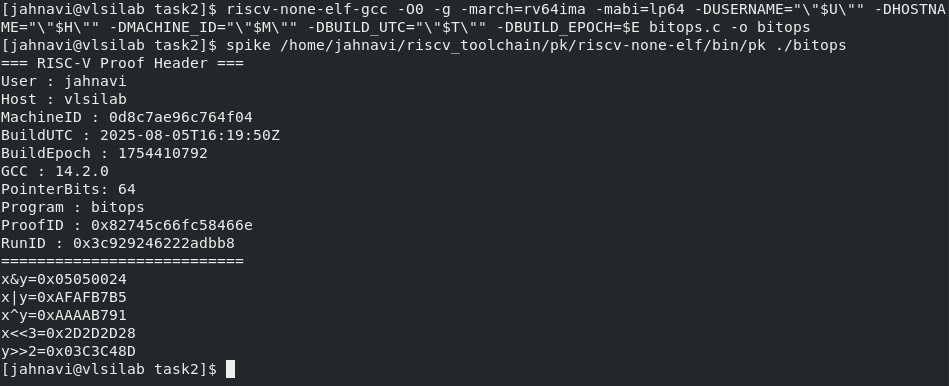 [jahnavi@vlsilab task2]$ riscv-none-elf-gcc -O0 -g -march=rv64ima -mabi=lp64 -DUSERNAME="\"$U\"" -DHOSTNA
ME="\"$H\"" -DMACHINE_ID="\"$M\"" -DBUILD_UTC="\"$T\"" -DBUILD_EPOCH=$E bitops.c -o bitops
[jahnavi@vlsilab task2]$ spike /home/jahnavi/riscv_toolchain/pk/riscv-none-elf/bin/pk ./bitops
=== RISC-V Proof Header ===
User : jahnavi
Host : vlsilab
MachineID : 0d8c7ae96c764f04
BuildUTC : 2025-08-05T16:19:50Z
BuildEpoch : 1754410792
GCC : 14.2.0
PointerBits: 64
Program : bitops
ProofID : 0x82745c66fc58466e
RunID : 0x3c929246222adbb8
===========================
x&y=0x05050024
x|y=0xAFAFB7B5
x^y=0xAAAAB791
x<<3=0x2D2D2D28
y>>2=0x03C3C48D
[jahnavi@vlsilab task2]$